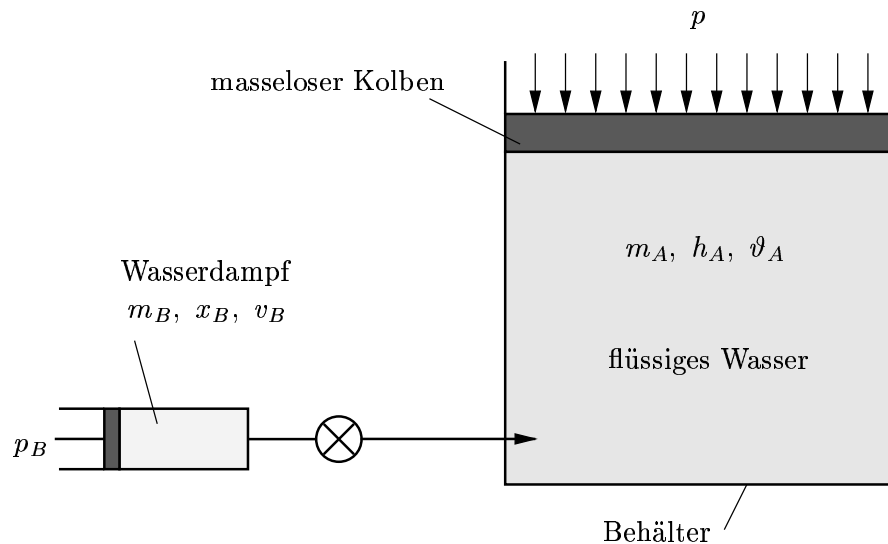 p
masseloser Kolben
m_A, h_A, ϑ_A
Wasserdampf
m_B, x_B, v_B
flüssiges Wasser
p_B
Behälter